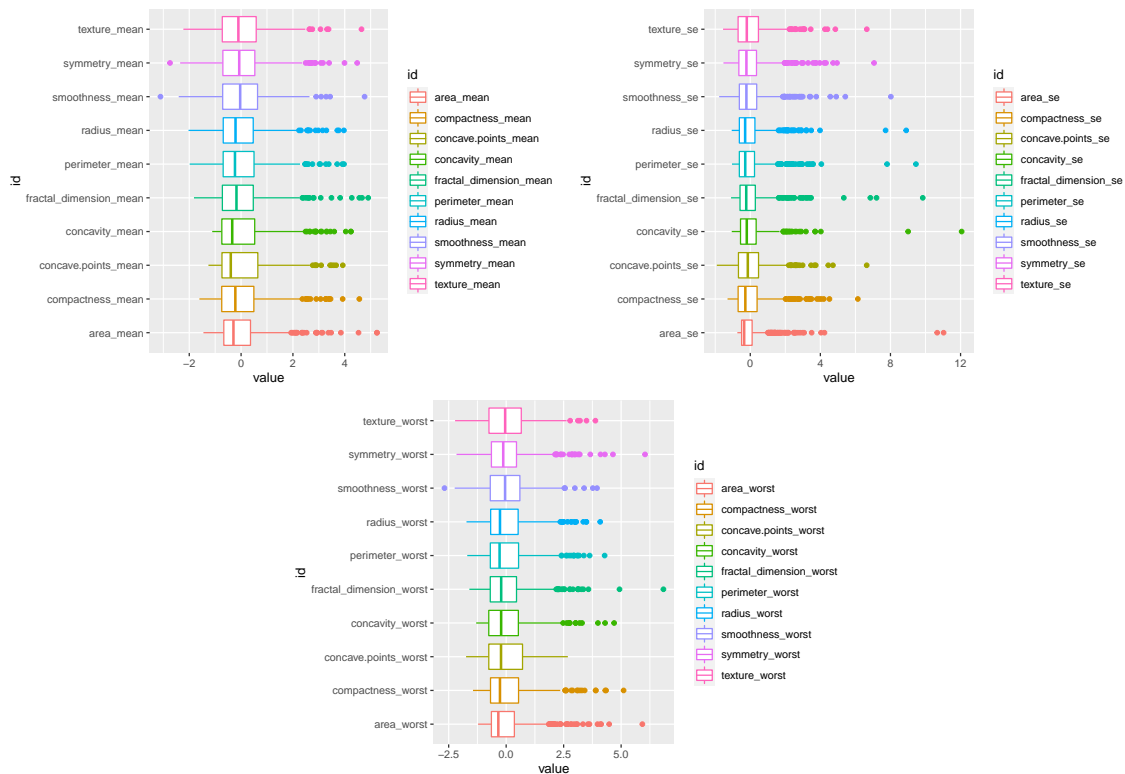 texture_mean
symmetry_mean
smoothness_mean
radius_mean
perimeter_mean
fractal_dimension_mean
concavity_mean
concave.points_mean
compactness_mean
area_mean
id
−2 0 2 4
value
id
area_mean
compactness_mean
concave.points_mean
concavity_mean
fractal_dimension_mean
perimeter_mean
radius_mean
smoothness_mean
symmetry_mean
texture_mean
texture_se
symmetry_se
smoothness_se
radius_se
perimeter_se
fractal_dimension_se
concavity_se
concave.points_se
compactness_se
area_se
id
0 4 8 12
value
id
area_se
compactness_se
concave.points_se
concavity_se
fractal_dimension_se
perimeter_se
radius_se
smoothness_se
symmetry_se
texture_se
texture_worst
symmetry_worst
smoothness_worst
radius_worst
perimeter_worst
fractal_dimension_worst
concavity_worst
concave.points_worst
compactness_worst
area_worst
id
−2.5 0.0 2.5 5.0
value
id
area_worst
compactness_worst
concave.points_worst
concavity_worst
fractal_dimension_worst
perimeter_worst
radius_worst
smoothness_worst
symmetry_worst
texture_worst